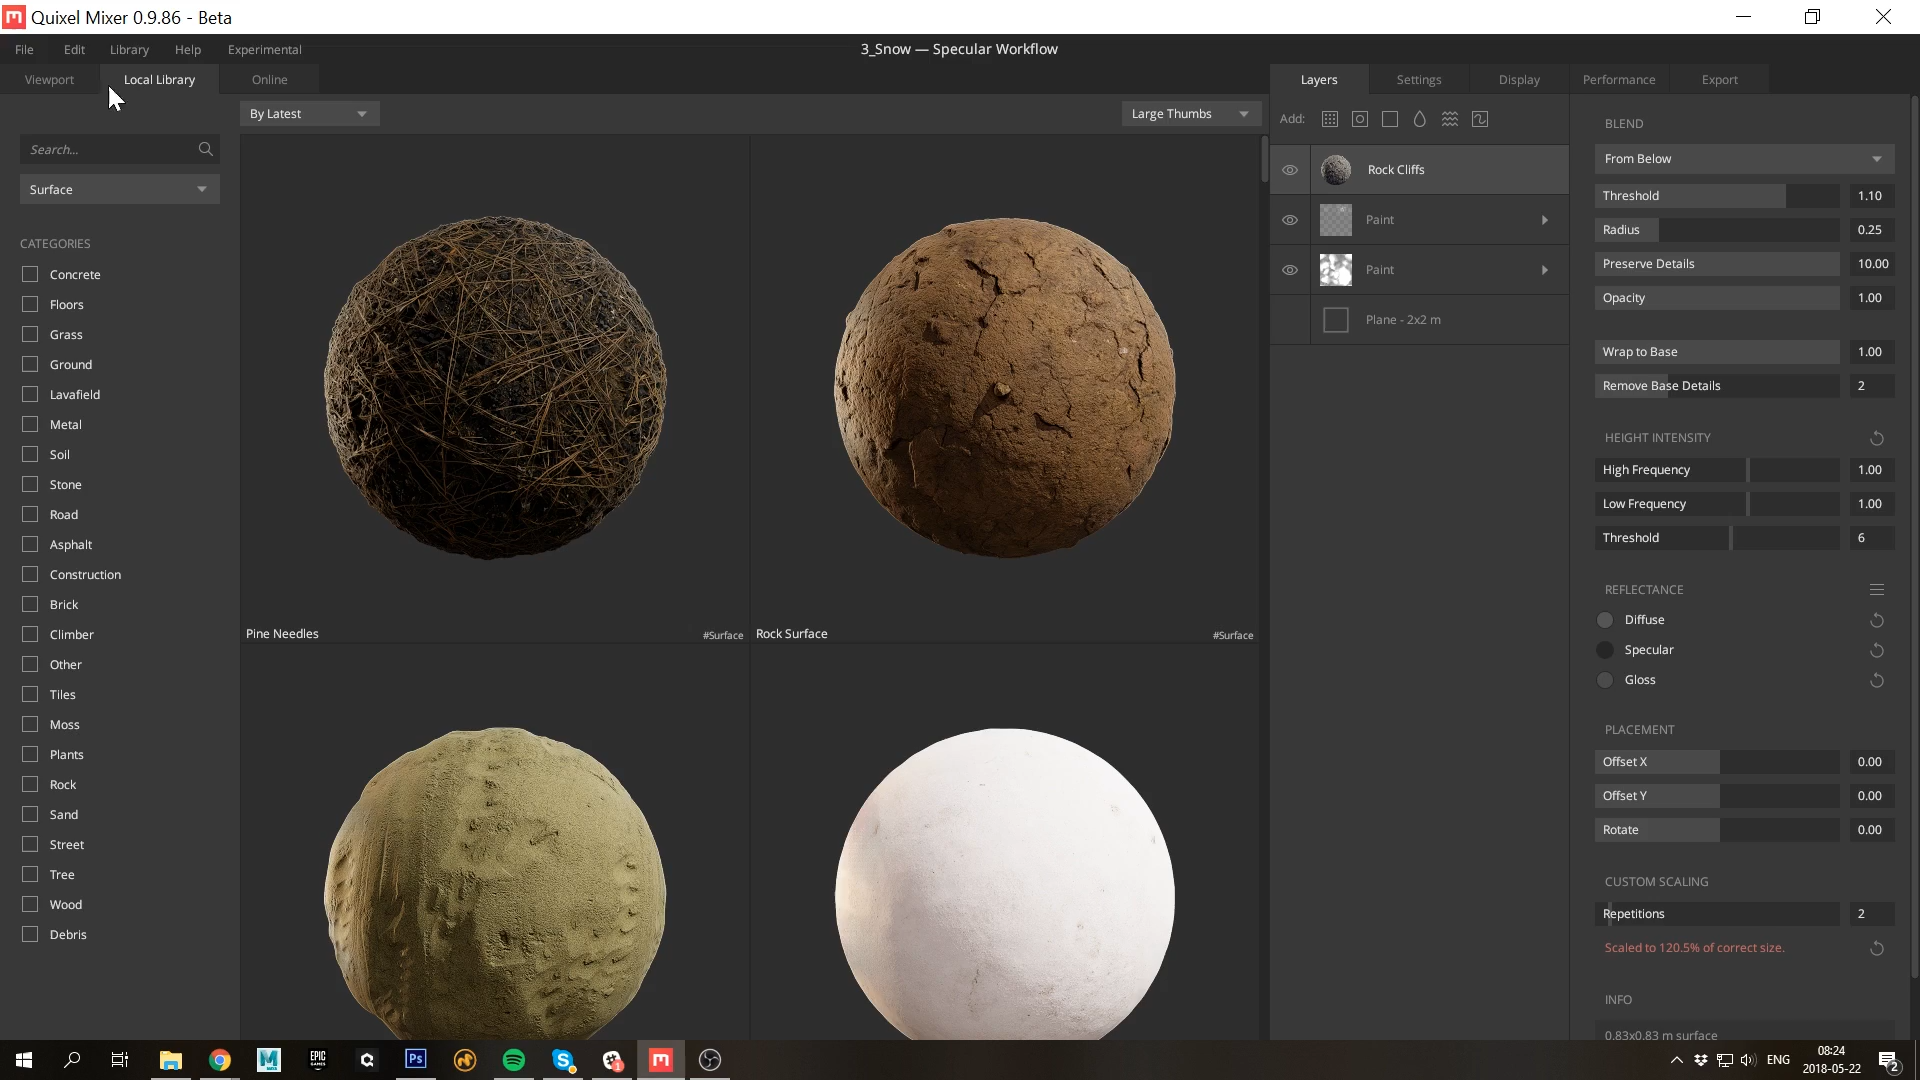 Quixel Mixer 0.9.86 - Beta
File Edit Library Help Experimental
3_Snow — Specular Workflow
Viewport Local Library Online
Layers Settings Display Performance Export
By Latest
Large Thumbs
Search...
Surface
CATEGORIES
Concrete
Floors
Grass
Ground
Lavafield
Metal
Soil
Stone
Road
Asphalt
Construction
Brick
Climber
Other
Tiles
Moss
Plants
Rock
Sand
Street
Tree
Wood
Debris
Pine Needles #Surface
Rock Surface #Surface
Add:
Rock Cliffs
Paint
Paint
Plane - 2x2 m
BLEND
From Below
Threshold 1.10
Radius 0.25
Preserve Details 10.00
Opacity 1.00
Wrap to Base 1.00
Remove Base Details 2
HEIGHT INTENSITY
High Frequency 1.00
Low Frequency 1.00
Threshold 6
REFLECTANCE
Diffuse
Specular
Gloss
PLACEMENT
Offset X 0.00
Offset Y 0.00
Rotate 0.00
CUSTOM SCALING
Repetitions 2
Scaled to 120.5% of correct size.
INFO
0.83x0.83 m surface
MAYA
EPIC GAMES
Ps
1
ENG
08:24
2018-05-22
2